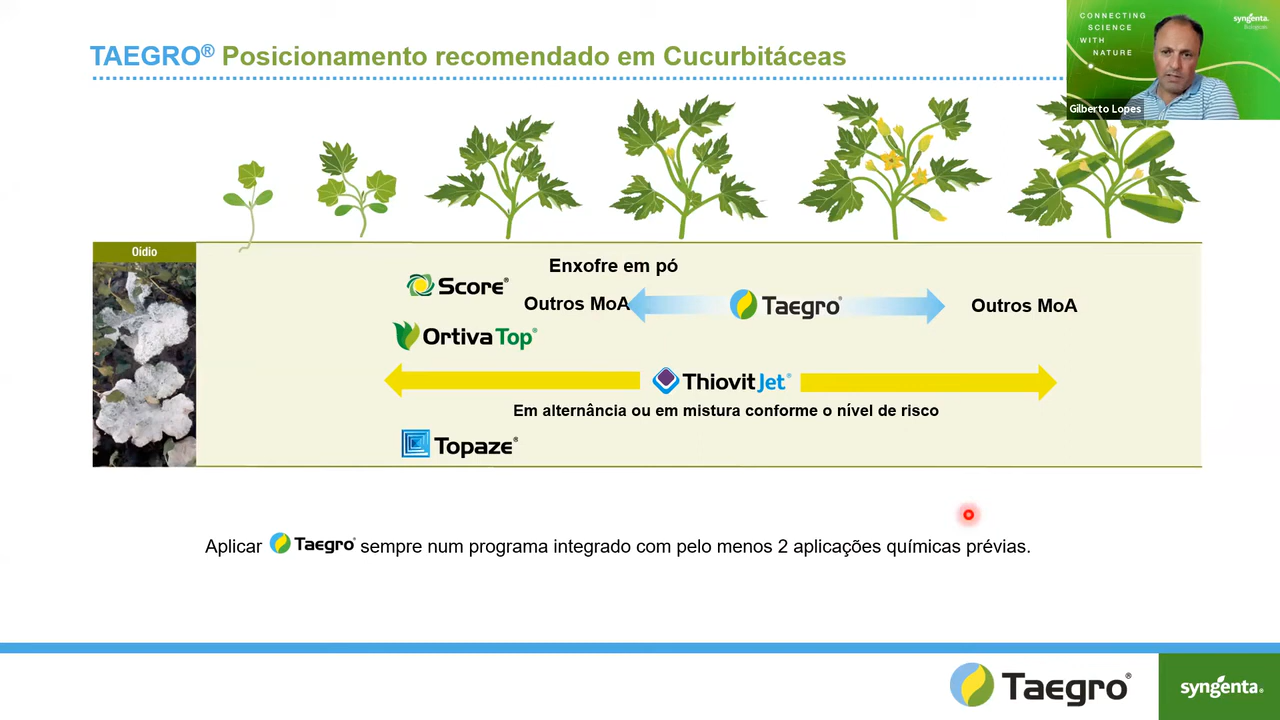 TAEGRO® Posicionamento recomendado em Cucurbitáceas
CONNECTING
SCIENCE
WITH
NATURE
syngenta.
Biologicals
Gilberto Lopes
Oídio
Enxofre em pó
Score®
Outros MoA
Taegro®
Outros MoA
Ortiva Top®
Thiovit Jet®
Em alternância ou em mistura conforme o nível de risco
Topaze®
Aplicar Taegro® sempre num programa integrado com pelo menos 2 aplicações químicas prévias.
Taegro®
syngenta®